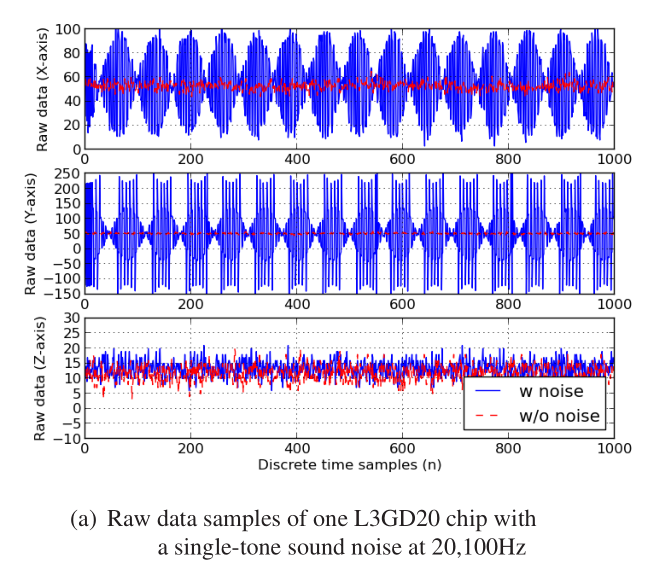 100
80
60
40
20
0
Raw data (X-axis)
0 200 400 600 800 1000
250
200
150
100
50
0
−50
−100
−150
Raw data (Y-axis)
0 200 400 600 800 1000
30
25
20
15
10
5
0
−5
−10
Raw data (Z-axis)
w noise
w/o noise
0 200 400 600 800 1000
Discrete time samples (n)
(a) Raw data samples of one L3GD20 chip with
a single-tone sound noise at 20,100Hz